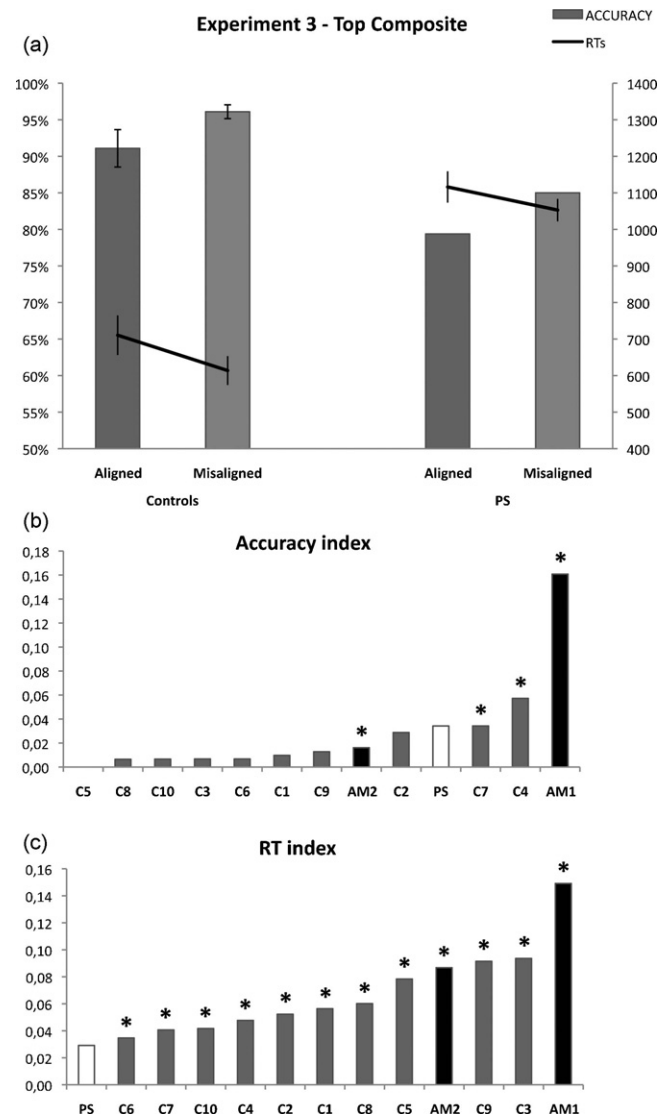 Experiment 3 - Top Composite
ACCURACY
RTs
(a)
100%
95%
90%
85%
80%
75%
70%
65%
60%
55%
50%
1400
1300
1200
1100
1000
900
800
700
600
500
400
Aligned Misaligned Aligned Misaligned
Controls PS
(b)
Accuracy index
0,18
0,16
0,14
0,12
0,10
0,08
0,06
0,04
0,02
0,00
* * * *
C5 C8 C10 C3 C6 C1 C9 AM2 C2 PS C7 C4 AM1
(c)
RT index
0,16
0,14
0,12
0,10
0,08
0,06
0,04
0,02
0,00
* * * * * * * * * * * *
PS C6 C7 C10 C4 C2 C1 C8 C5 AM2 C9 C3 AM1